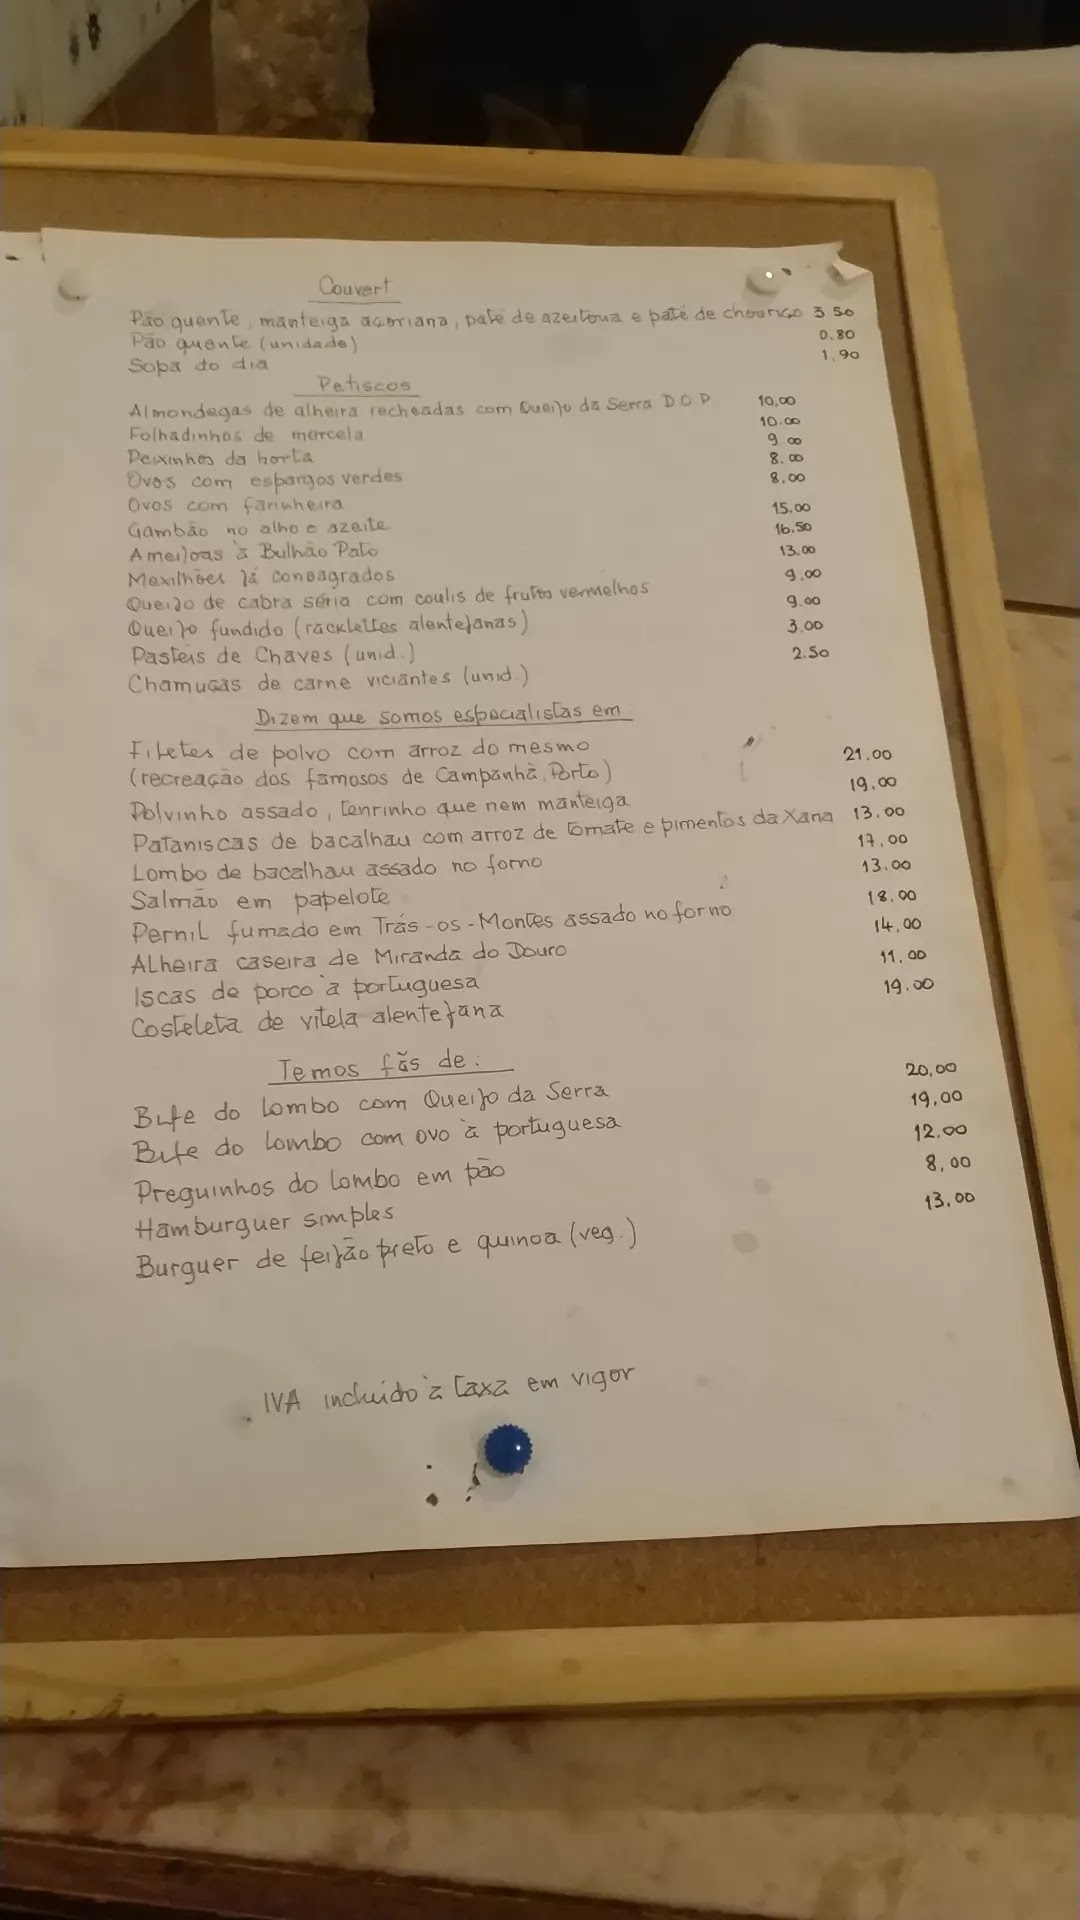 Couvert
Pão quente, manteiga açoriana, patê de azeitona e patê de chouriço 3.50
Pão quente (unidade) 0.80
Sopa do dia 1.90
Petiscos
Almondegas de alheira recheadas com Queijo da Serra D.O.P 10,00
Folhadinhos de morcela 10.00
Peixinhos da horta 9.00
Ovos com espargos verdes 8.00
Ovos com farinheira 8.00
Gambão no alho e azeite 15.00
Ameijoas à Bulhão Pato 16.50
Mexilhões já consagrados 13.00
Queijo de cabra séria com coulis de frutos vermelhos 9,00
Queijo fundido (racklettes alentejanas) 9.00
Pasteis de Chaves (unid.) 3.00
Chamuças de carne viciantes (unid.) 2.50
Dizem que somos especialistas em
Filetes de polvo com arroz do mesmo
(recreação dos famosos de Campanhã, Porto) 21.00
Polvinho assado, tenrinho que nem manteiga 19.00
Pataniscas de bacalhau com arroz de tomate e pimentos da Xana 13.00
Lombo de bacalhau assado no forno 17.00
Salmão em papelote 13.00
Pernil fumado em Trás-os-Montes assado no forno 18.00
Alheira caseira de Miranda do Douro 14.00
Iscas de porco à portuguesa 11.00
Costeleta de vitela alentejana 19.00
Temos fãs de:
Bife do lombo com Queijo da Serra 20,00
Bife do lombo com ovo à portuguesa 19,00
Preguinhos do lombo em pão 12.00
Hamburguer simples 8,00
Burguer de feijão preto e quinoa (veg.) 13,00
IVA incluido à taxa em vigor